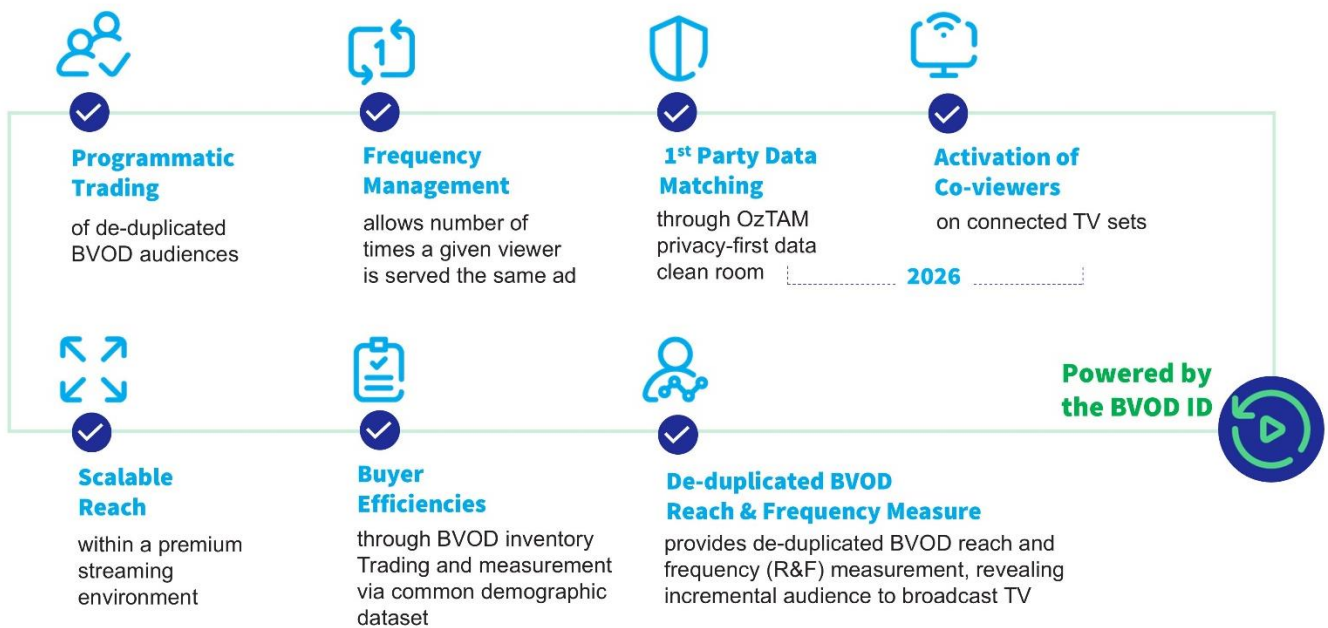 1
Programmatic
Trading
of de-duplicated
BVOD audiences
Frequency
Management
allows number of
times a given viewer
is served the same ad
1st Party Data
Matching
through OzTAM
privacy-first data
clean room
Activation of
Co-viewers
on connected TV sets
2026
Powered by
the BVOD ID
Scalable
Reach
within a premium
streaming
environment
Buyer
Efficiencies
through BVOD inventory
Trading and measurement
via common demographic
dataset
De-duplicated BVOD
Reach & Frequency Measure
provides de-duplicated BVOD reach and
frequency (R&F) measurement, revealing
incremental audience to broadcast TV